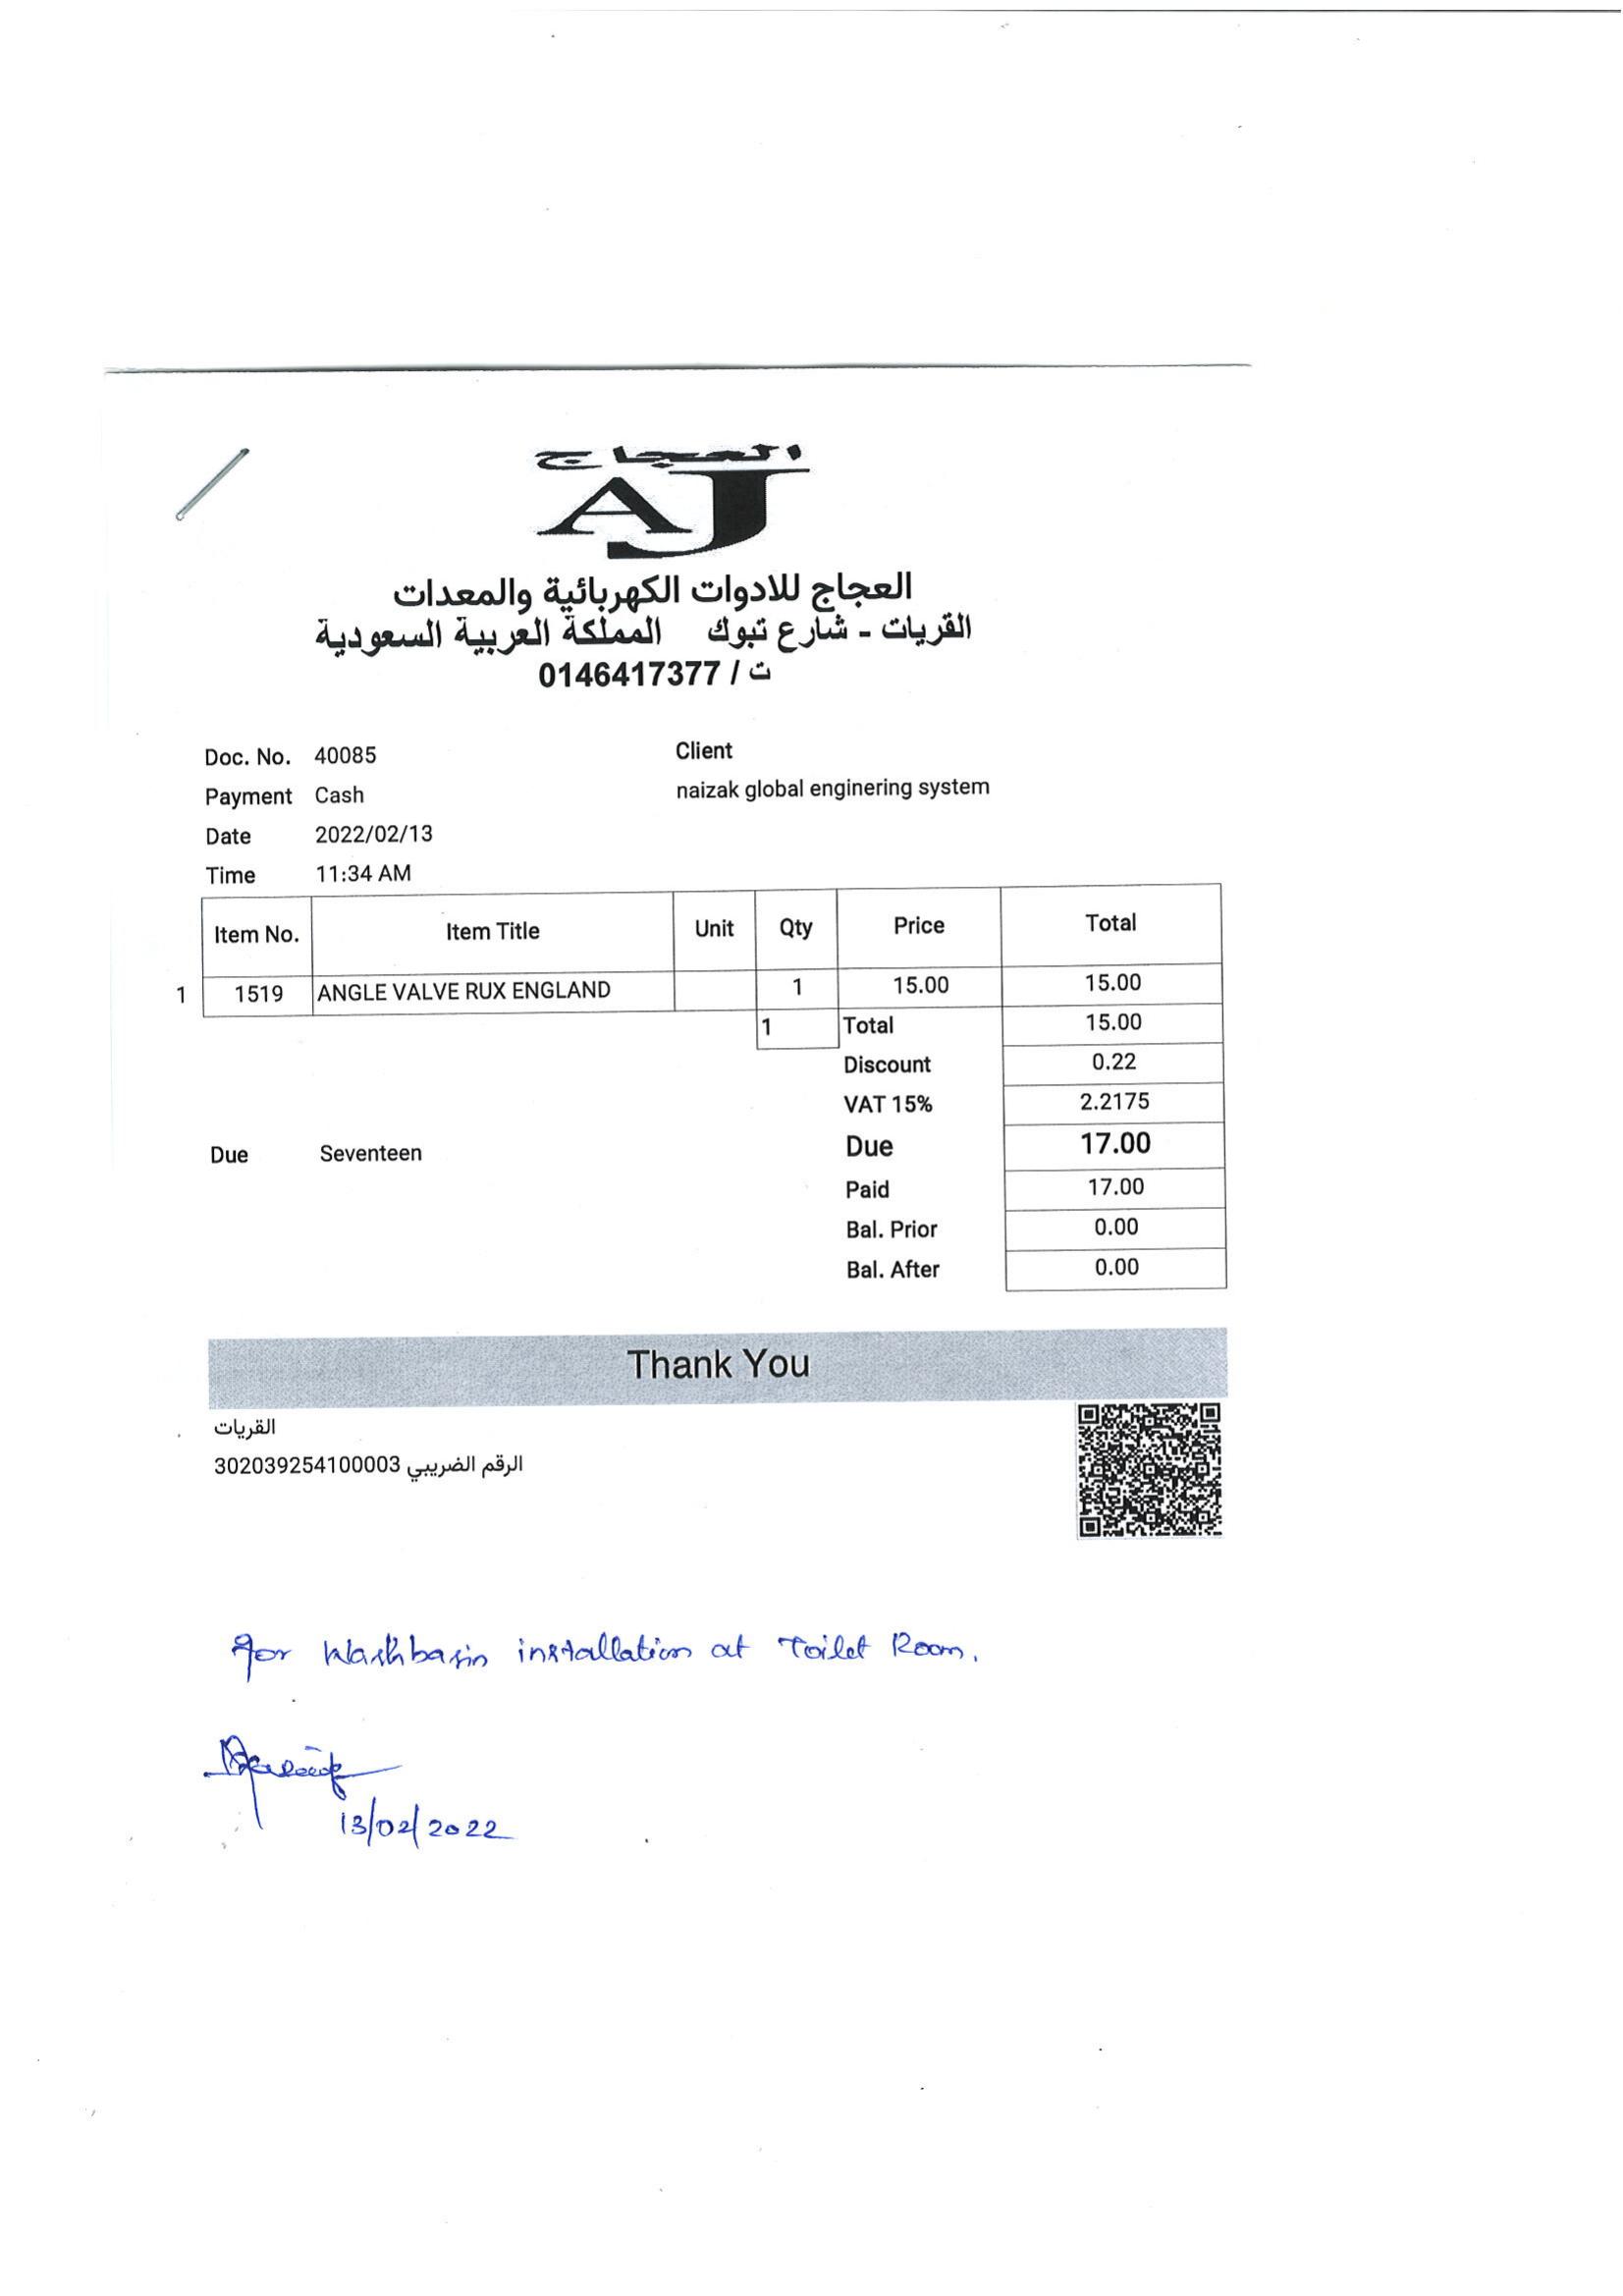 العجاج
AJ
العجاج للادوات الكهربائية والمعدات
القريات - شارع تبوك المملكة العربية السعودية
ت / 0146417377
Doc. No. 40085 Client
Payment Cash naizak global enginering system
Date 2022/02/13
Time 11:34 AM
Item No. Item Title Unit Qty Price Total
1 1519 ANGLE VALVE RUX ENGLAND 1 15.00 15.00
1 Total 15.00
Discount 0.22
VAT 15% 2.2175
Due Seventeen Due 17.00
Paid 17.00
Bal. Prior 0.00
Bal. After 0.00
Thank You
القريات
الرقم الضريبي 302039254100003
for Washbasin installation at Toilet Room.
13/02/2022